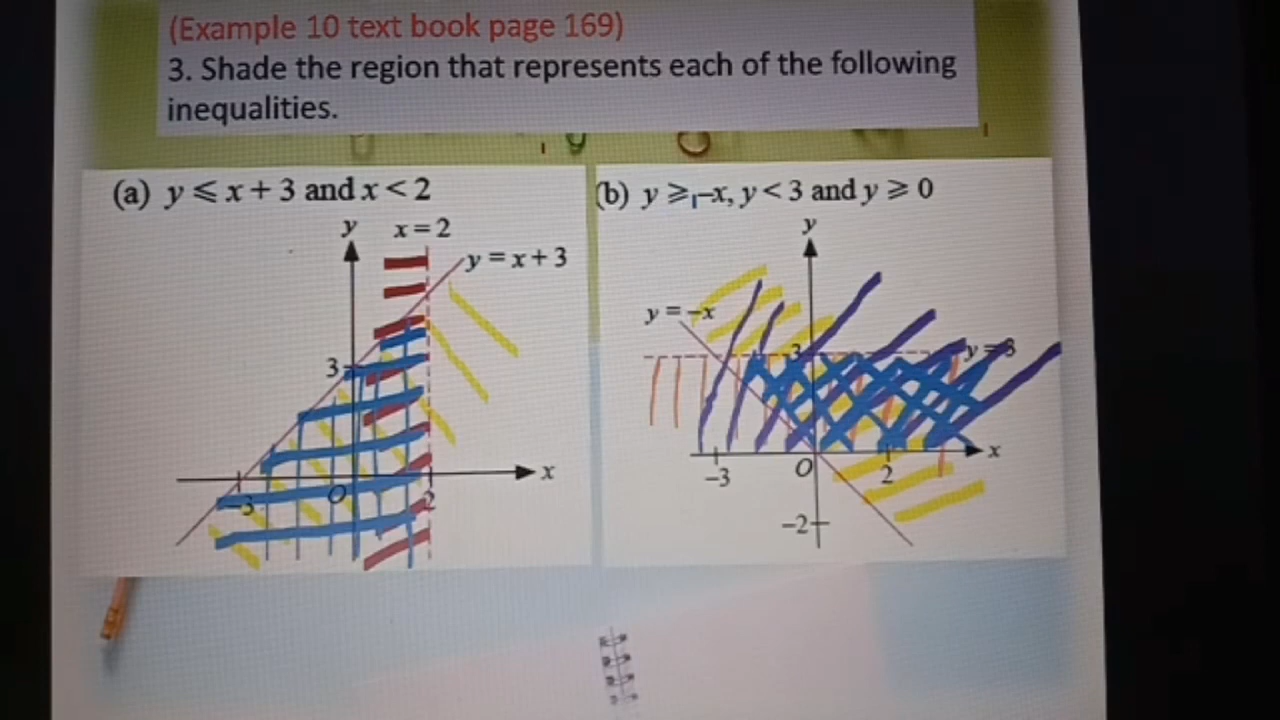 (Example 10 text book page 169)
3. Shade the region that represents each of the following
inequalities.
(a) y ⩽ x + 3 and x < 2
y
x = 2
y = x + 3
3
x
-3
O
2
(b) y ⩾ -x, y < 3 and y ⩾ 0
y
y = -x
3
y = 3
x
-3
O
2
-2